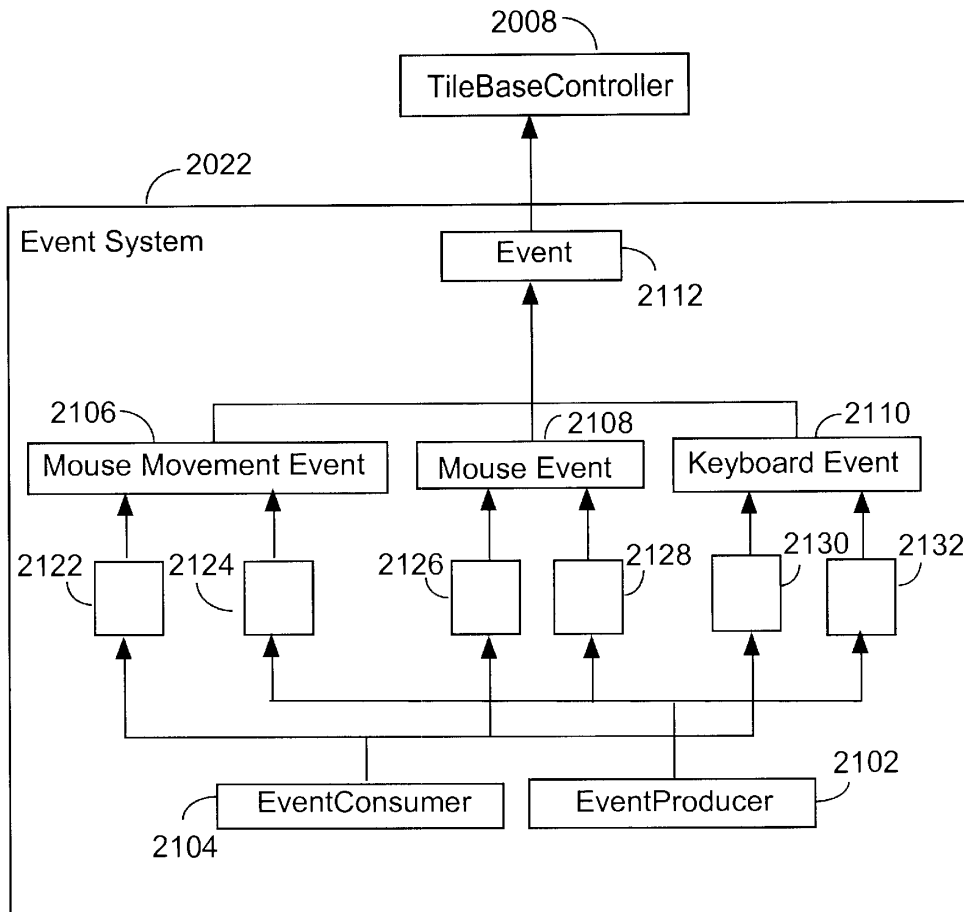 2008
TileBaseController
2022
Event System
Event
2112
2106
2108
2110
Mouse Movement Event
Mouse Event
Keyboard Event
2122
2124
2126
2128
2130
2132
EventConsumer
EventProducer
2102
2104